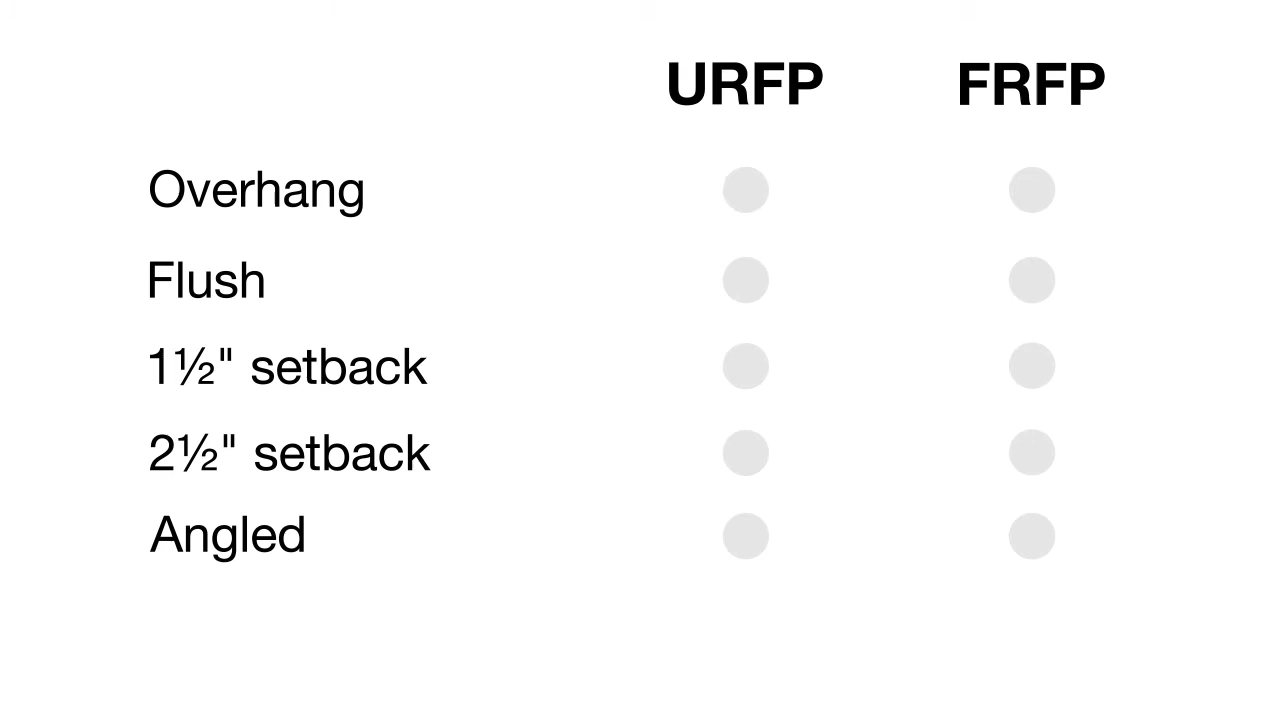 URFP FRFP
Overhang
Flush
1½" setback
2½" setback
Angled